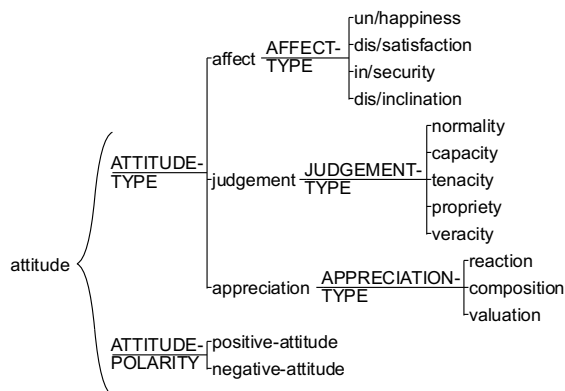 un/happiness
AFFECT-
dis/satisfaction
affect
TYPE
in/security
dis/inclination
normality
capacity
ATTITUDE-
JUDGEMENT-
TYPE
judgement
TYPE
tenacity
propriety
veracity
attitude
reaction
APPRECIATION-
appreciation
TYPE
composition
valuation
ATTITUDE-
POLARITY
positive-attitude
negative-attitude